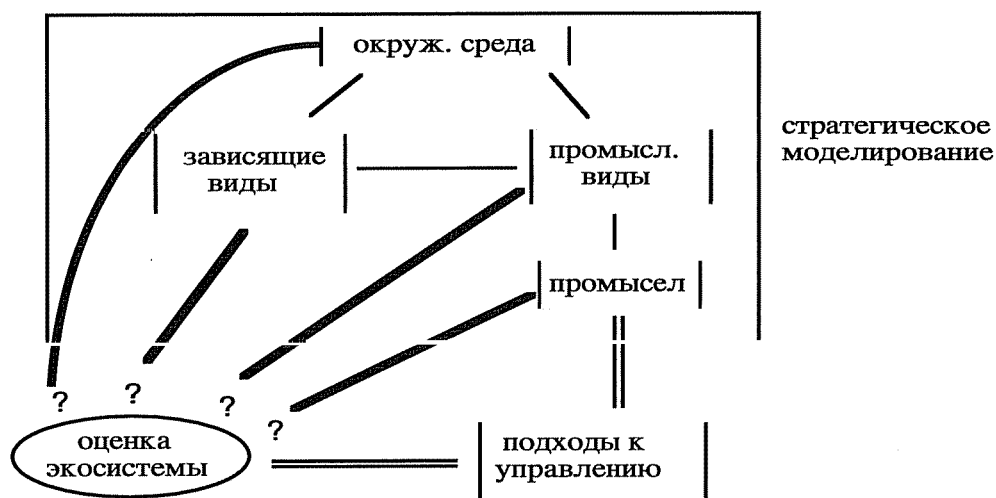 окруж. среда
зависящие
виды
промысл.
виды
стратегическое
моделирование
промысел
?
?
?
?
оценка
экосистемы
подходы к
управлению